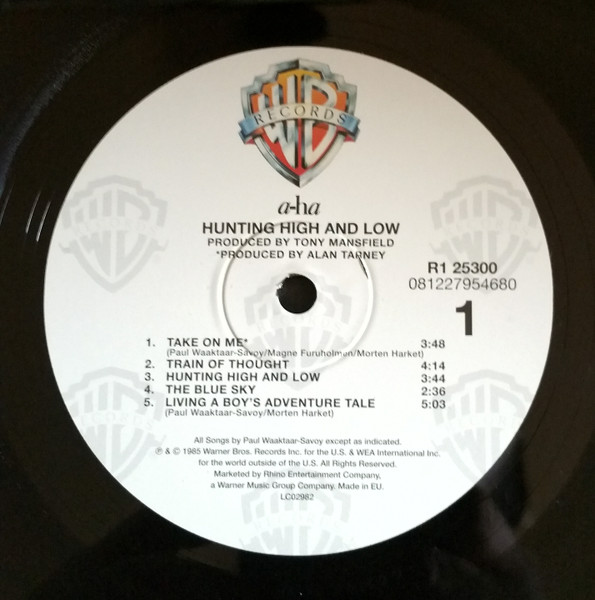 WB
RECORDS
a-ha
HUNTING HIGH AND LOW
PRODUCED BY TONY MANSFIELD
*PRODUCED BY ALAN TARNEY
R1 25300
081227954680
1
1. TAKE ON ME* 3:48
(Paul Waaktaar-Savoy/Magne Furuholmen/Morten Harket)
2. TRAIN OF THOUGHT 4:14
3. HUNTING HIGH AND LOW 3:44
4. THE BLUE SKY 2:36
5. LIVING A BOY'S ADVENTURE TALE 5:03
(Paul Waaktaar-Savoy/Morten Harket)
All Songs by Paul Waaktaar-Savoy except as indicated.
℗ & © 1985 Warner Bros. Records Inc. for the U.S. & WEA International Inc.
for the world outside of the U.S. All Rights Reserved.
Marketed by Rhino Entertainment Company,
a Warner Music Group Company. Made in EU.
LC02982